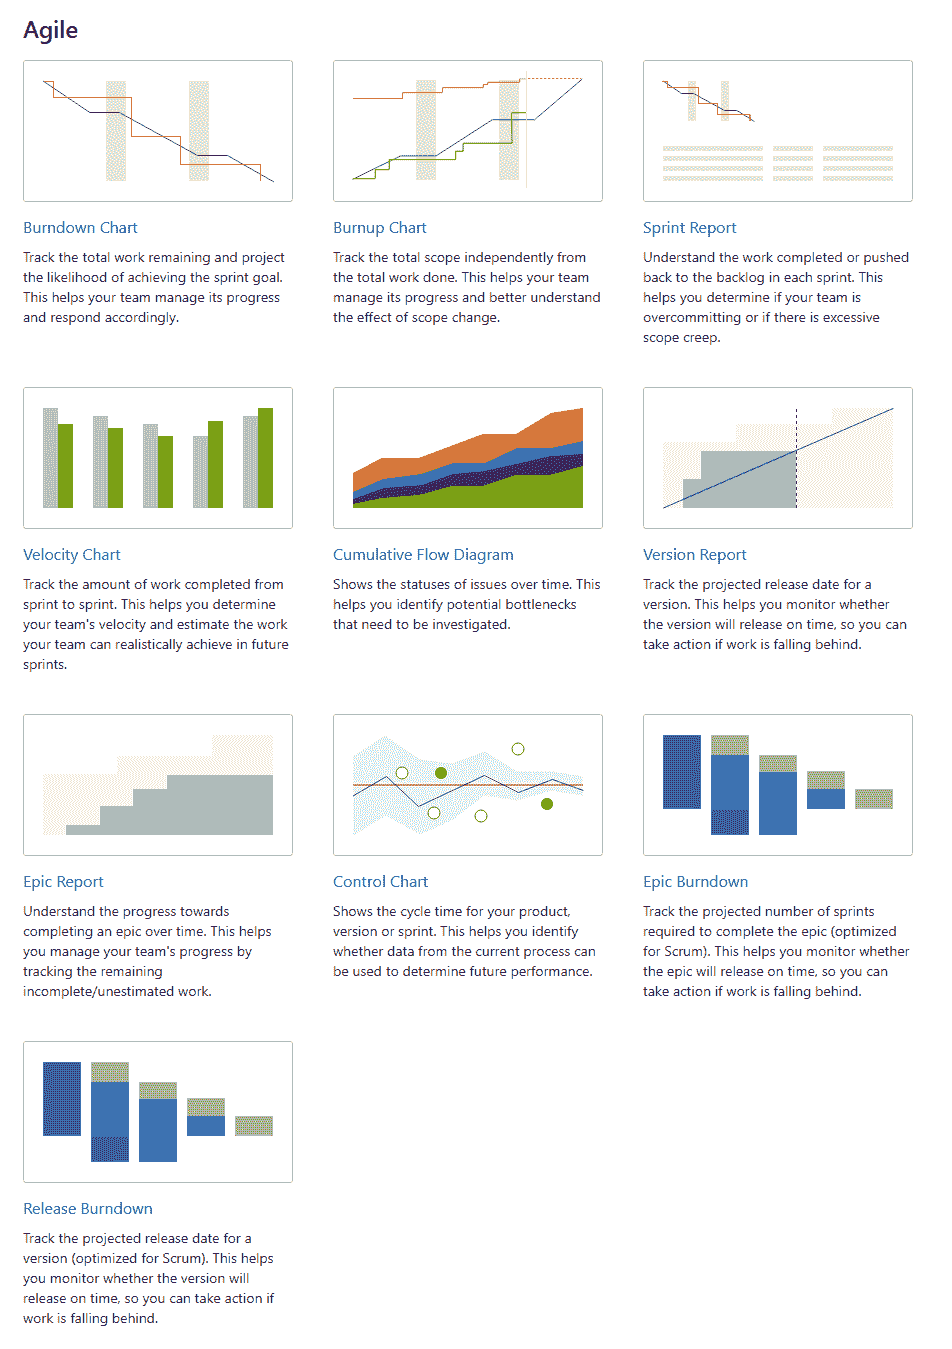 Agile
Burndown Chart
Track the total work remaining and project
the likelihood of achieving the sprint goal.
This helps your team manage its progress
and respond accordingly.
Burnup Chart
Track the total scope independently from
the total work done. This helps your team
manage its progress and better understand
the effect of scope change.
Sprint Report
Understand the work completed or pushed
back to the backlog in each sprint. This
helps you determine if your team is
overcommitting or if there is excessive
scope creep.
Velocity Chart
Track the amount of work completed from
sprint to sprint. This helps you determine
your team's velocity and estimate the work
your team can realistically achieve in future
sprints.
Cumulative Flow Diagram
Shows the statuses of issues over time. This
helps you identify potential bottlenecks
that need to be investigated.
Version Report
Track the projected release date for a
version. This helps you monitor whether
the version will release on time, so you can
take action if work is falling behind.
Epic Report
Understand the progress towards
completing an epic over time. This helps
you manage your team's progress by
tracking the remaining
incomplete/unestimated work.
Control Chart
Shows the cycle time for your product,
version or sprint. This helps you identify
whether data from the current process can
be used to determine future performance.
Epic Burndown
Track the projected number of sprints
required to complete the epic (optimized
for Scrum). This helps you monitor whether
the epic will release on time, so you can
take action if work is falling behind.
Release Burndown
Track the projected release date for a
version (optimized for Scrum). This helps
you monitor whether the version will
release on time, so you can take action if
work is falling behind.